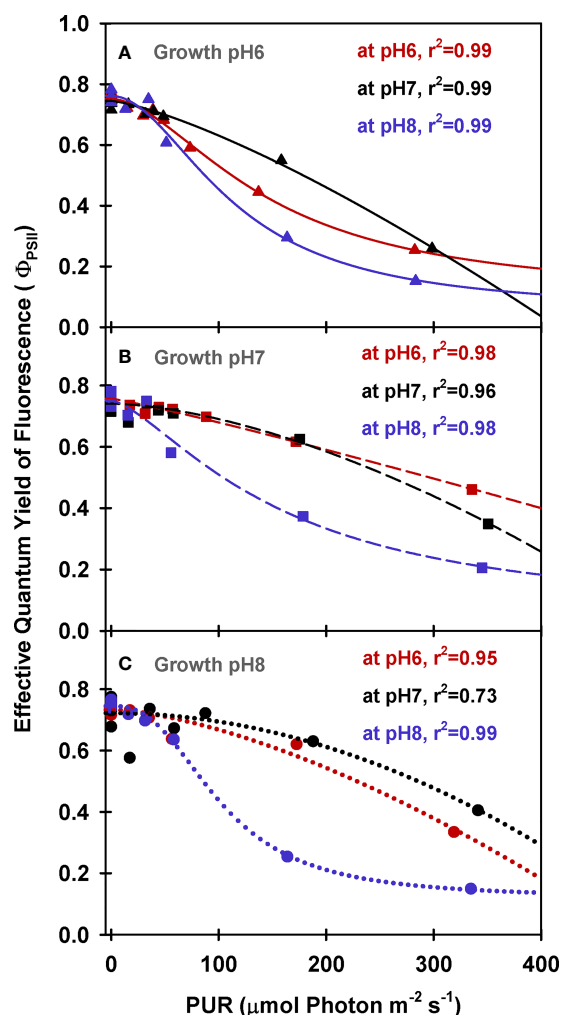 Effective Quantum Yield of Fluorescence ( Φ_PSII)
1.0
A Growth pH6
at pH6, r²=0.99
at pH7, r²=0.99
at pH8, r²=0.99
0.8
0.6
0.4
0.2
0.0
B Growth pH7
at pH6, r²=0.98
at pH7, r²=0.96
at pH8, r²=0.98
0.8
0.6
0.4
0.2
0.0
C Growth pH8
at pH6, r²=0.95
at pH7, r²=0.73
at pH8, r²=0.99
0.8
0.6
0.4
0.2
0.0
0 100 200 300 400
PUR (μmol Photon m⁻² s⁻¹)